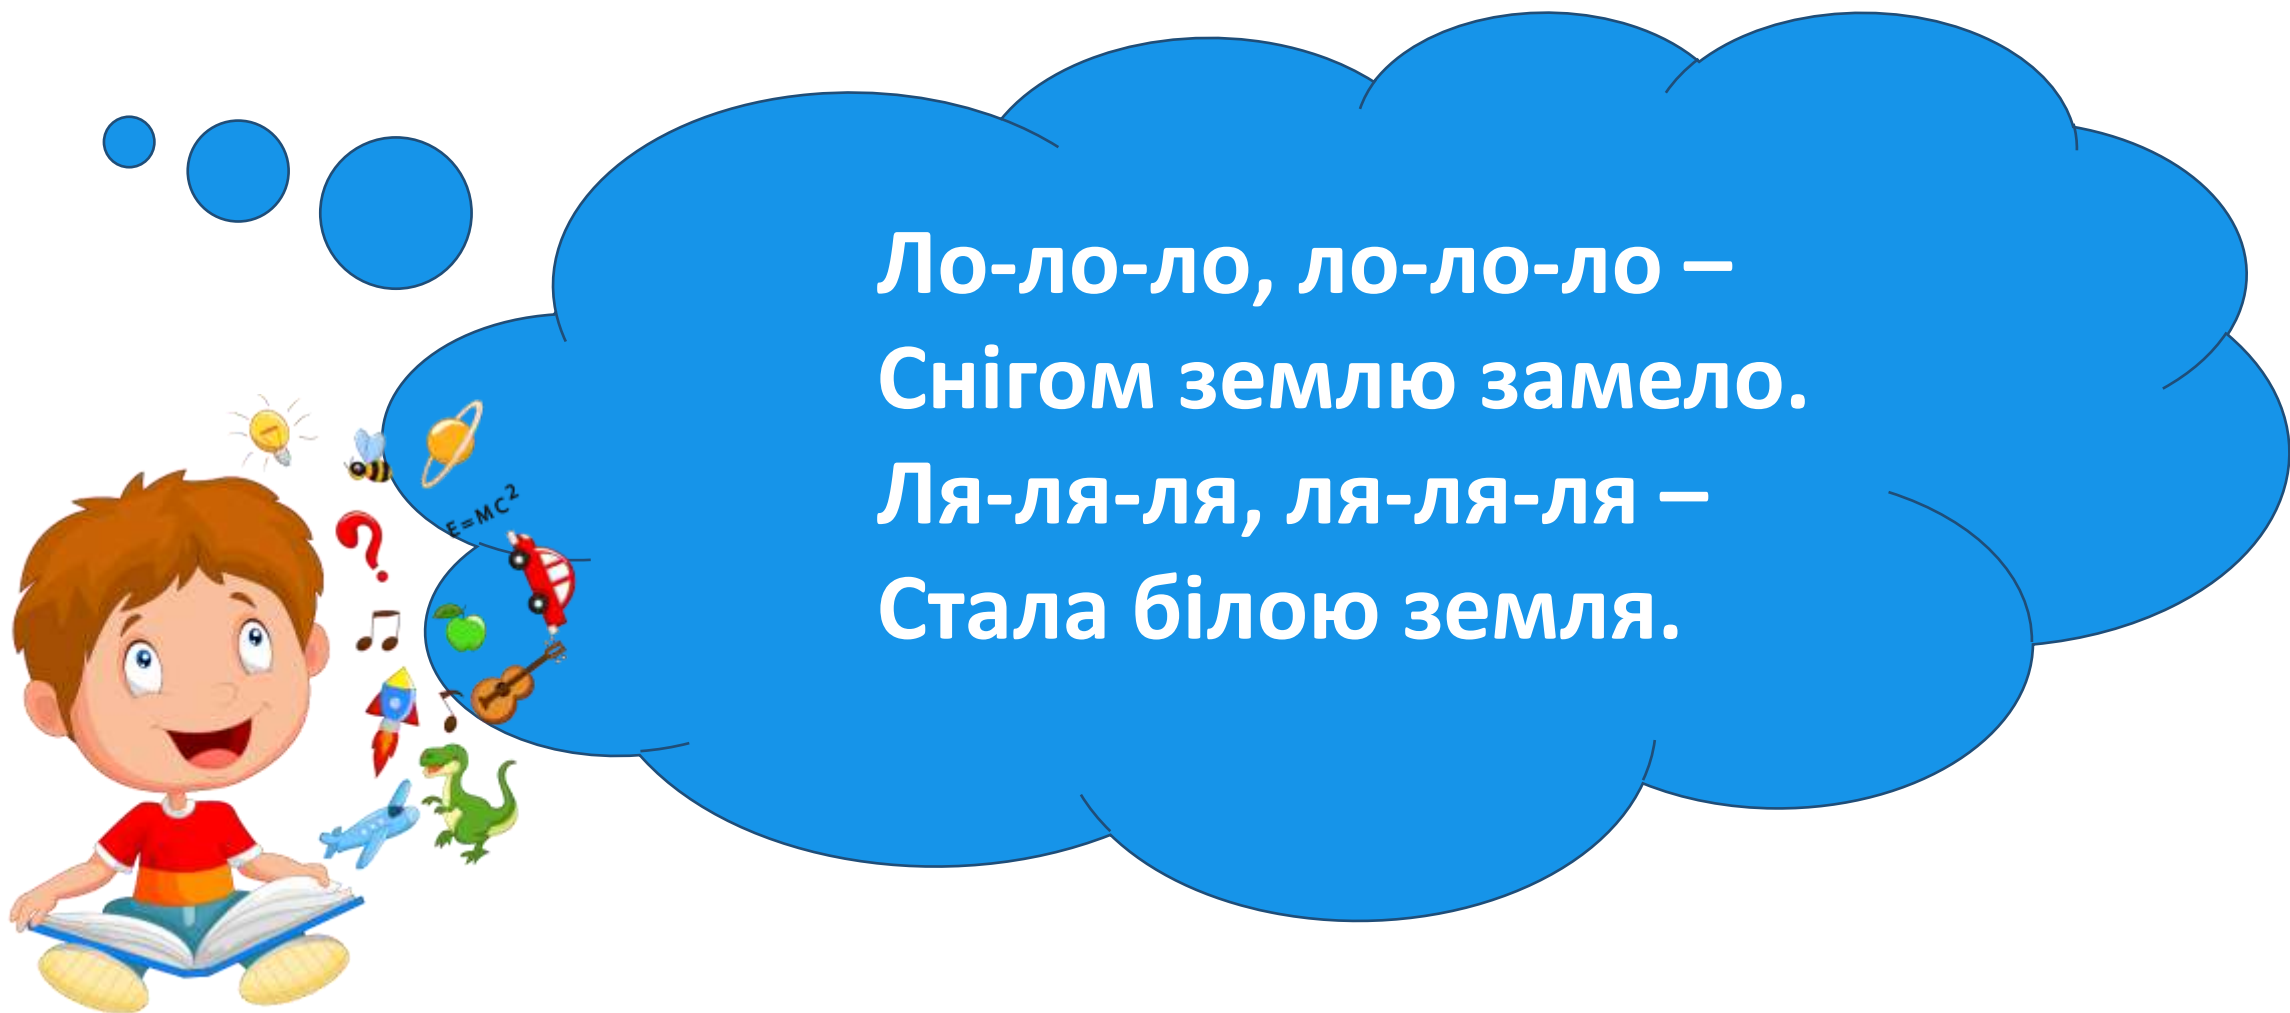 Ло-ло-ло, ло-ло-ло –
Снігом землю замело.
Ля-ля-ля, ля-ля-ля –
Стала білою земля.
E=MC²